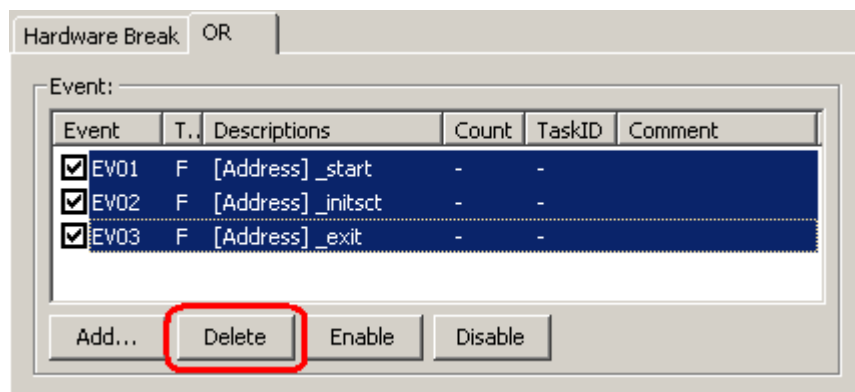 Hardware Break OR
Event:
Event T.. Descriptions Count TaskID Comment
EV01 F [Address] _start - -
EV02 F [Address] _initsct - -
EV03 F [Address] _exit - -
Add... Delete Enable Disable